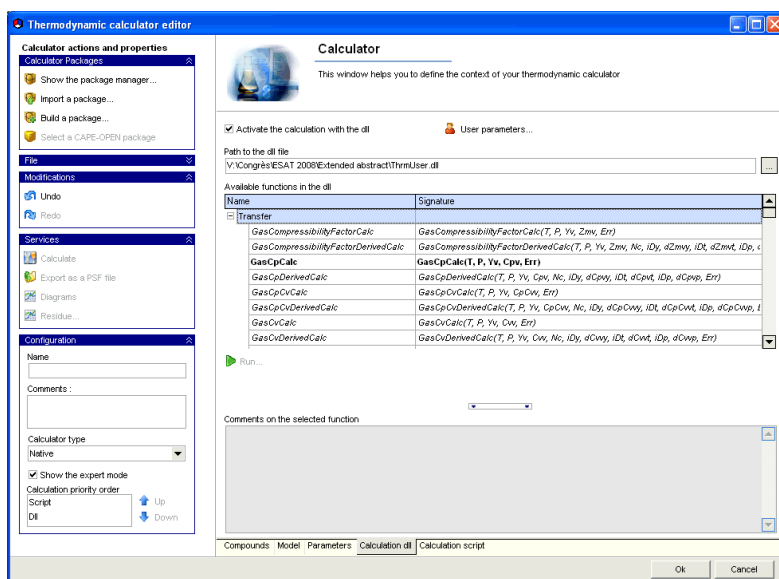 Thermodynamic calculator editor
Calculator actions and properties
Calculator Packages
Show the package manager...
Import a package...
Build a package...
Select a CAPE-OPEN package
File
Modifications
Undo
Redo
Services
Calculate
Export as a PSF file
Diagrams
Residue...
Configuration
Name
Comments :
Calculator type
Native
Show the expert mode
Calculation priority order
Script
Dll
Up
Down
Calculator
This window helps you to define the context of your thermodynamic calculator
Activate the calculation with the dll
User parameters...
Path to the dll file
V:\Congrès\ESAT 2008\Extended abstract\ThrmUser.dll
...
Available functions in the dll
Name Signature
Transfer
GasCompressibilityFactorCalc GasCompressibilityFactorCalc(T, P, Yv, Zmv, Err)
GasCompressibilityFactorDerivedCalc GasCompressibilityFactorDerivedCalc(T, P, Yv, Zmv, Nc, iDy, dZmvy, iDt, dZmvt, iDp, c
GasCpCalc GasCpCalc(T, P, Yv, Cpv, Err)
GasCpDerivedCalc GasCpDerivedCalc(T, P, Yv, Cpv, Nc, iDy, dCpvy, iDt, dCpvt, iDp, dCpvp, Err)
GasCpCvCalc GasCpCvCalc(T, P, Yv, CpCvv, Err)
GasCpCvDerivedCalc GasCpCvDerivedCalc(T, P, Yv, CpCvv, Nc, iDy, dCpCvvy, iDt, dCpCvvt, iDp, dCpCvvp, E
GasCvCalc GasCvCalc(T, P, Yv, Cvv, Err)
GasCvDerivedCalc GasCvDerivedCalc(T, P, Yv, Cvv, Nc, iDy, dCvvy, iDt, dCvvt, iDp, dCvvp, Err)
Run...
Comments on the selected function
Compounds Model Parameters Calculation dll Calculation script
Ok Cancel